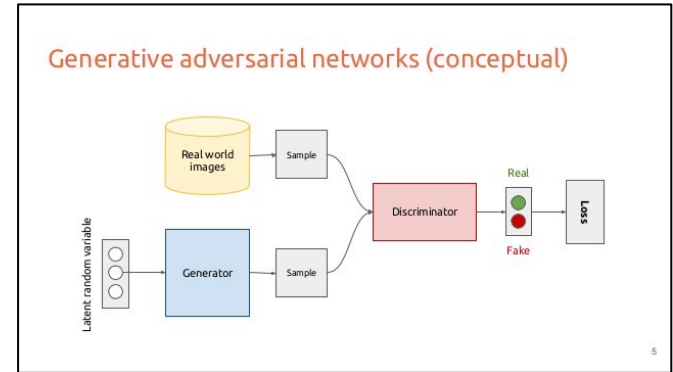 Generative adversarial networks (conceptual)
Real world
images
Sample
Real
Discriminator
Loss
Fake
Latent random variable
Generator
Sample
5